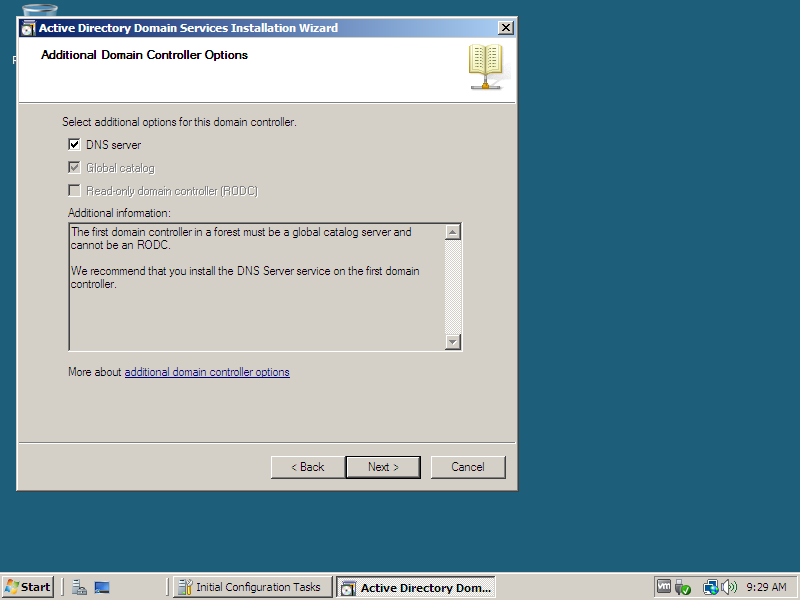 Active Directory Domain Services Installation Wizard
Additional Domain Controller Options
Select additional options for this domain controller.
DNS server
Global catalog
Read-only domain controller (RODC)
Additional information:
The first domain controller in a forest must be a global catalog server and
cannot be an RODC.
We recommend that you install the DNS Server service on the first domain
controller.
More about additional domain controller options
< Back
Next >
Cancel
Start
Initial Configuration Tasks
Active Directory Dom...
vm
9:29 AM